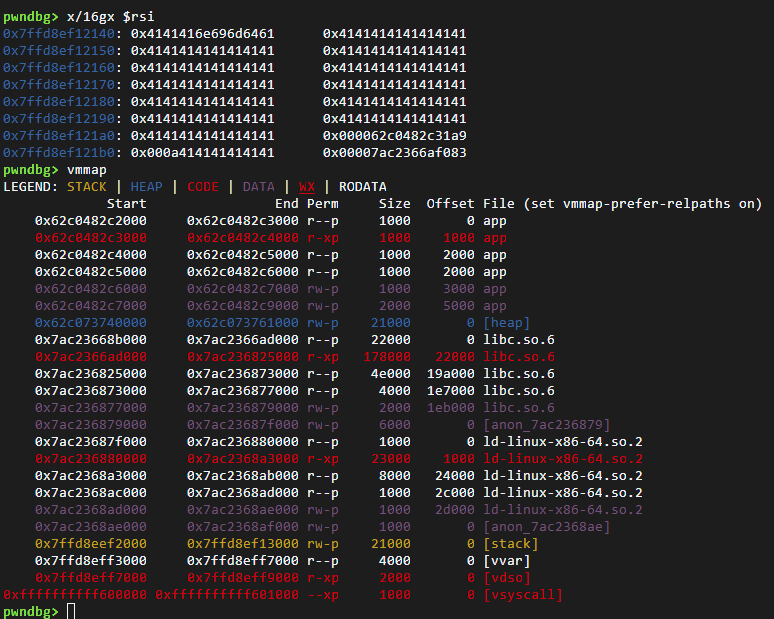 pwndbg> x/16gx $rsi
0x7ffd8ef12140: 0x4141416e696d6461 0x4141414141414141
0x7ffd8ef12150: 0x4141414141414141 0x4141414141414141
0x7ffd8ef12160: 0x4141414141414141 0x4141414141414141
0x7ffd8ef12170: 0x4141414141414141 0x4141414141414141
0x7ffd8ef12180: 0x4141414141414141 0x4141414141414141
0x7ffd8ef12190: 0x4141414141414141 0x4141414141414141
0x7ffd8ef121a0: 0x4141414141414141 0x000062c0482c31a9
0x7ffd8ef121b0: 0x000a414141414141 0x00007ac2366af083
pwndbg> vmmap
LEGEND: STACK | HEAP | CODE | DATA | WX | RODATA
Start End Perm Size Offset File (set vmmap-prefer-relpaths on)
0x62c0482c2000 0x62c0482c3000 r--p 1000 0 app
0x62c0482c3000 0x62c0482c4000 r-xp 1000 1000 app
0x62c0482c4000 0x62c0482c5000 r--p 1000 2000 app
0x62c0482c5000 0x62c0482c6000 r--p 1000 2000 app
0x62c0482c6000 0x62c0482c7000 rw-p 1000 3000 app
0x62c0482c7000 0x62c0482c9000 rw-p 2000 5000 app
0x62c073740000 0x62c073761000 rw-p 21000 0 [heap]
0x7ac23668b000 0x7ac2366ad000 r--p 22000 0 libc.so.6
0x7ac2366ad000 0x7ac236825000 r-xp 178000 22000 libc.so.6
0x7ac236825000 0x7ac236873000 r--p 4e000 19a000 libc.so.6
0x7ac236873000 0x7ac236877000 r--p 4000 1e7000 libc.so.6
0x7ac236877000 0x7ac236879000 rw-p 2000 1eb000 libc.so.6
0x7ac236879000 0x7ac23687f000 rw-p 6000 0 [anon_7ac236879]
0x7ac23687f000 0x7ac236880000 r--p 1000 0 ld-linux-x86-64.so.2
0x7ac236880000 0x7ac2368a3000 r-xp 23000 1000 ld-linux-x86-64.so.2
0x7ac2368a3000 0x7ac2368ab000 r--p 8000 24000 ld-linux-x86-64.so.2
0x7ac2368ac000 0x7ac2368ad000 r--p 1000 2c000 ld-linux-x86-64.so.2
0x7ac2368ad000 0x7ac2368ae000 rw-p 1000 2d000 ld-linux-x86-64.so.2
0x7ac2368ae000 0x7ac2368af000 rw-p 1000 0 [anon_7ac2368ae]
0x7ffd8eef2000 0x7ffd8ef13000 rw-p 21000 0 [stack]
0x7ffd8eff3000 0x7ffd8eff7000 r--p 4000 0 [vvar]
0x7ffd8eff7000 0x7ffd8eff9000 r-xp 2000 0 [vdso]
0xffffffffff600000 0xffffffffff601000 --xp 1000 0 [vsyscall]
pwndbg>